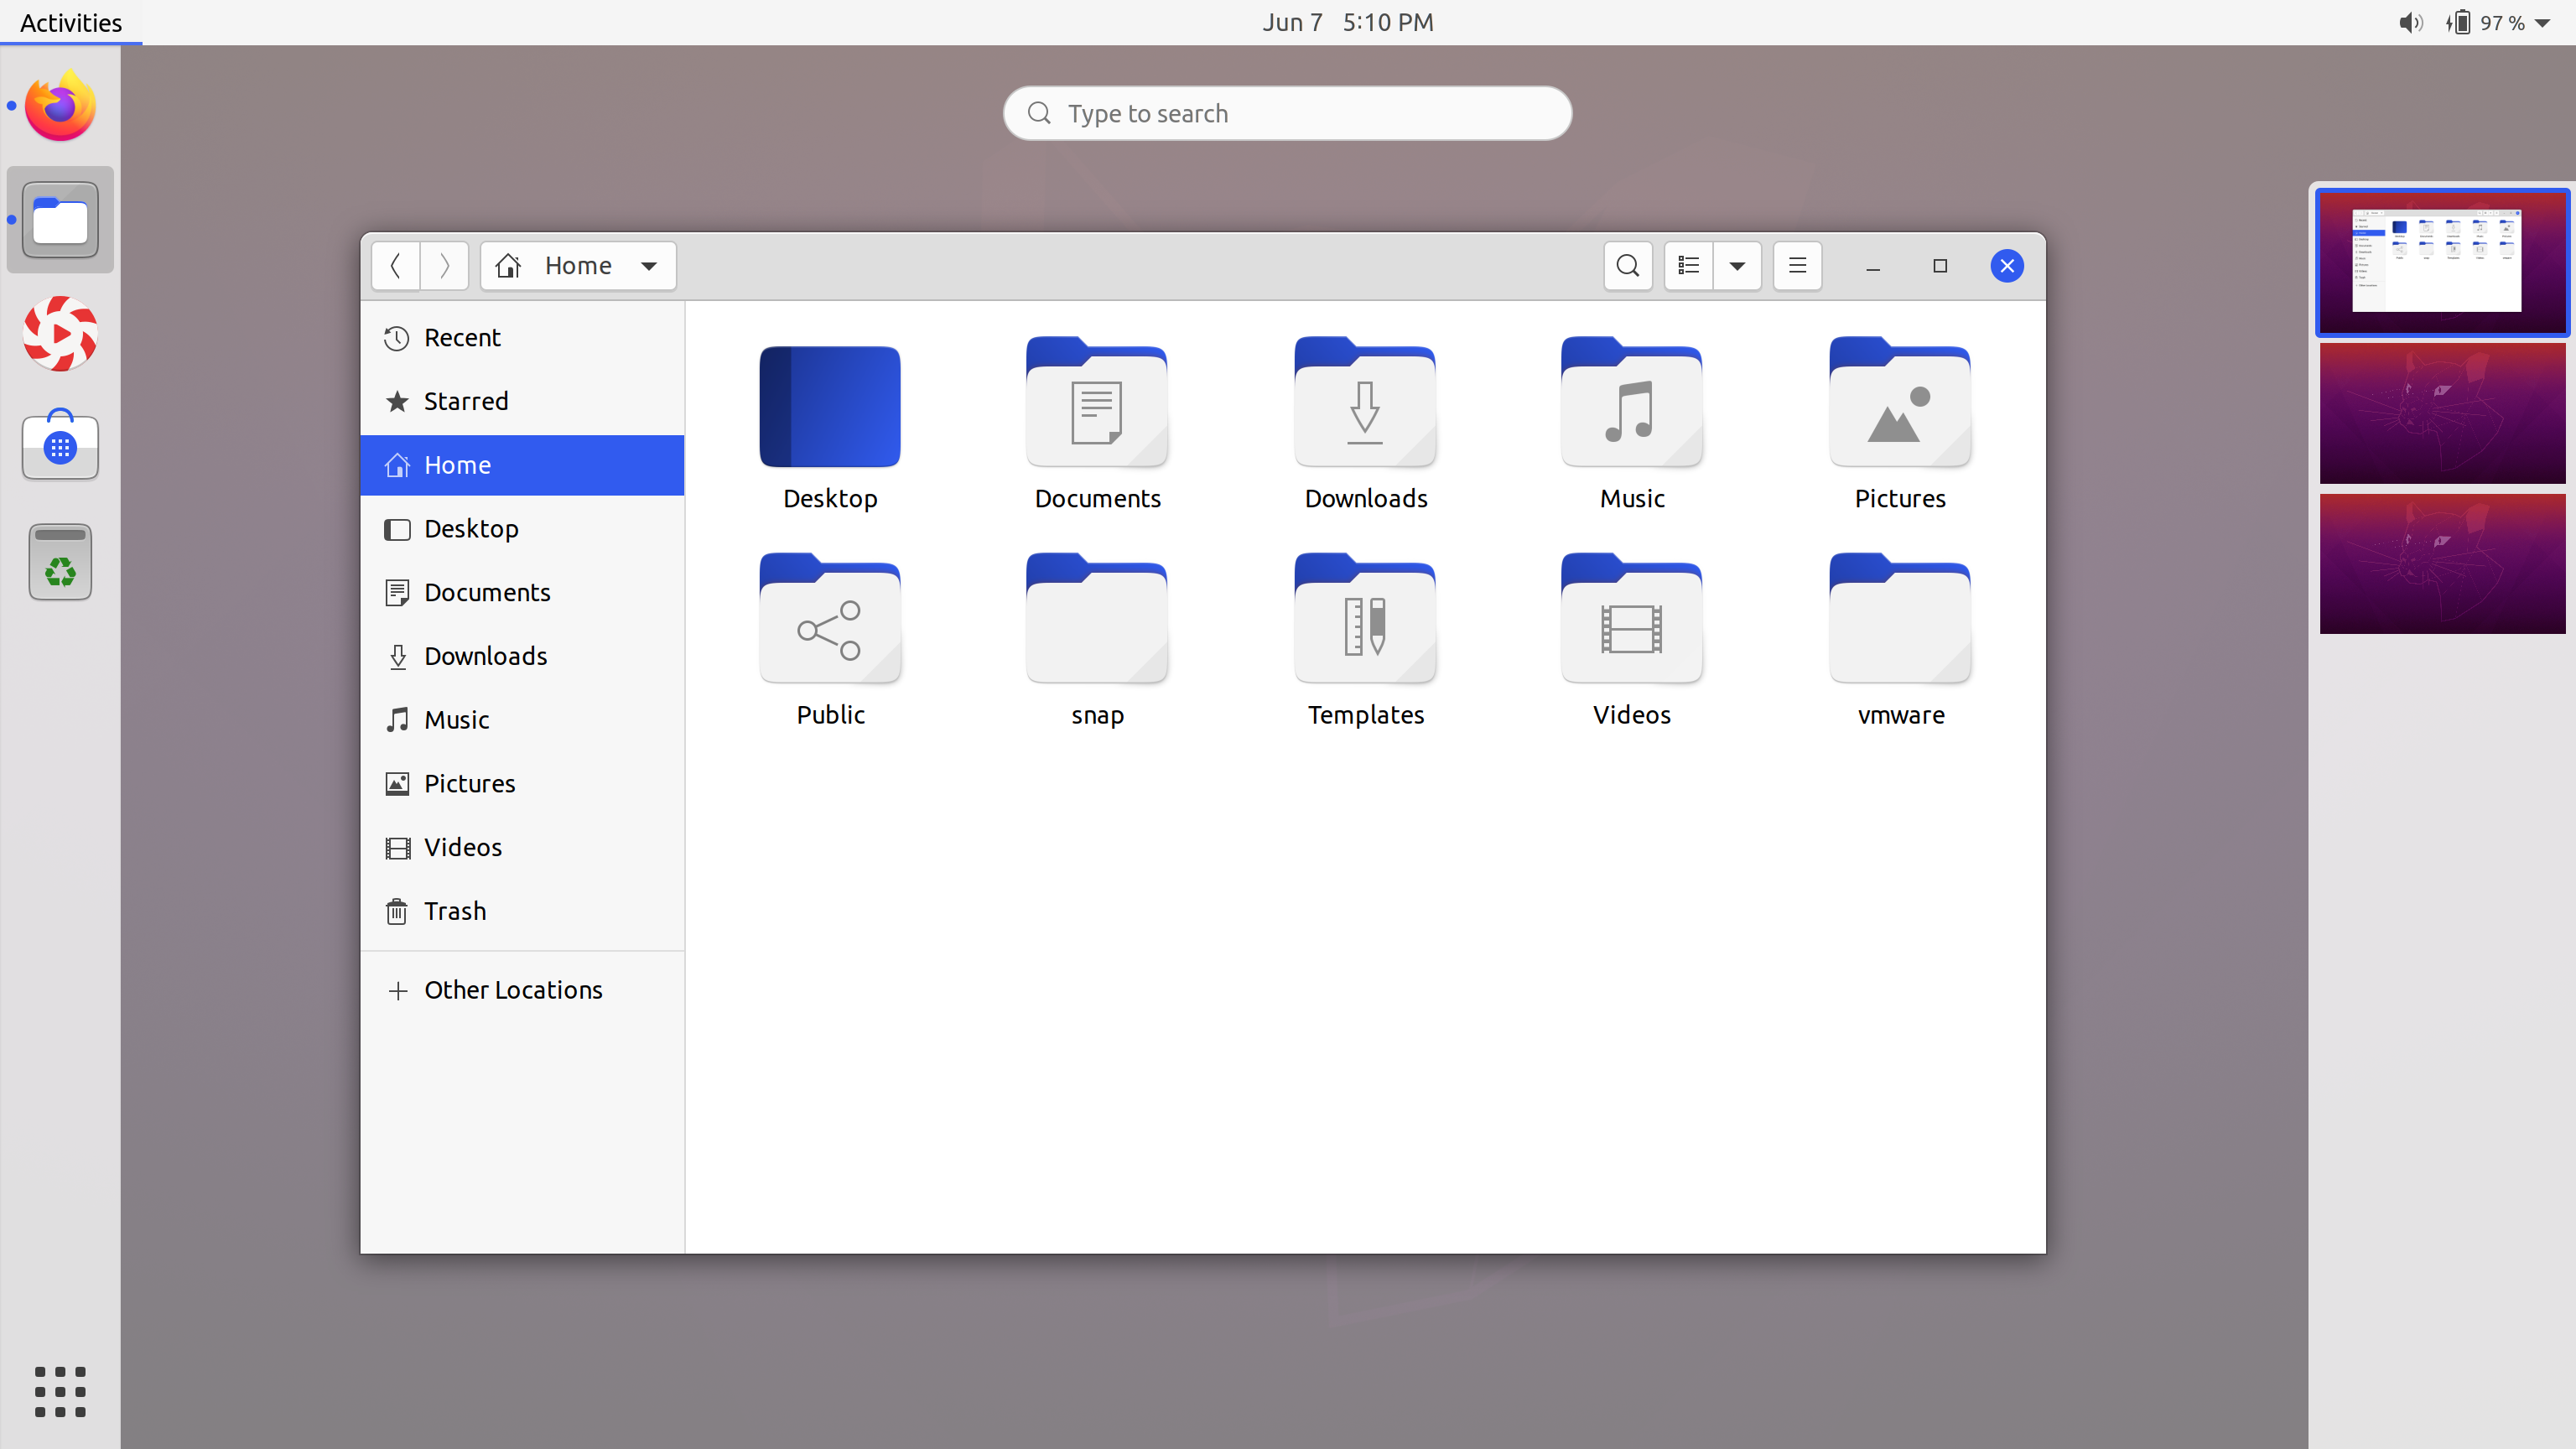 Activities
Jun 7 5:10 PM
97 %
Type to search
Home
Recent
Starred
Home
Desktop
Documents
Downloads
Music
Pictures
Videos
Trash
Other Locations
Desktop Documents Downloads Music Pictures
Public snap Templates Videos vmware